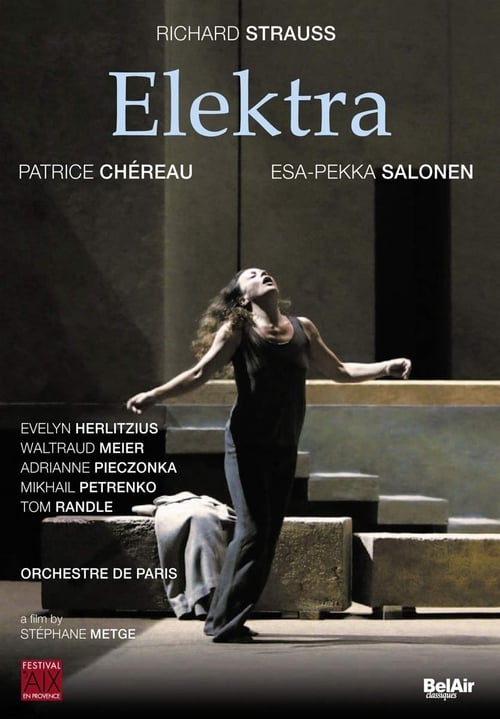 RICHARD STRAUSS
Elektra
PATRICE CHÉREAU
ESA-PEKKA SALONEN
EVELYN HERLITZIUS
WALTRAUD MEIER
ADRIANNE PIECZONKA
MIKHAIL PETRENKO
TOM RANDLE
ORCHESTRE DE PARIS
a film by
STÉPHANE METGE
FESTIVAL
D'AIX
EN PROVENCE
BelAir
classiques